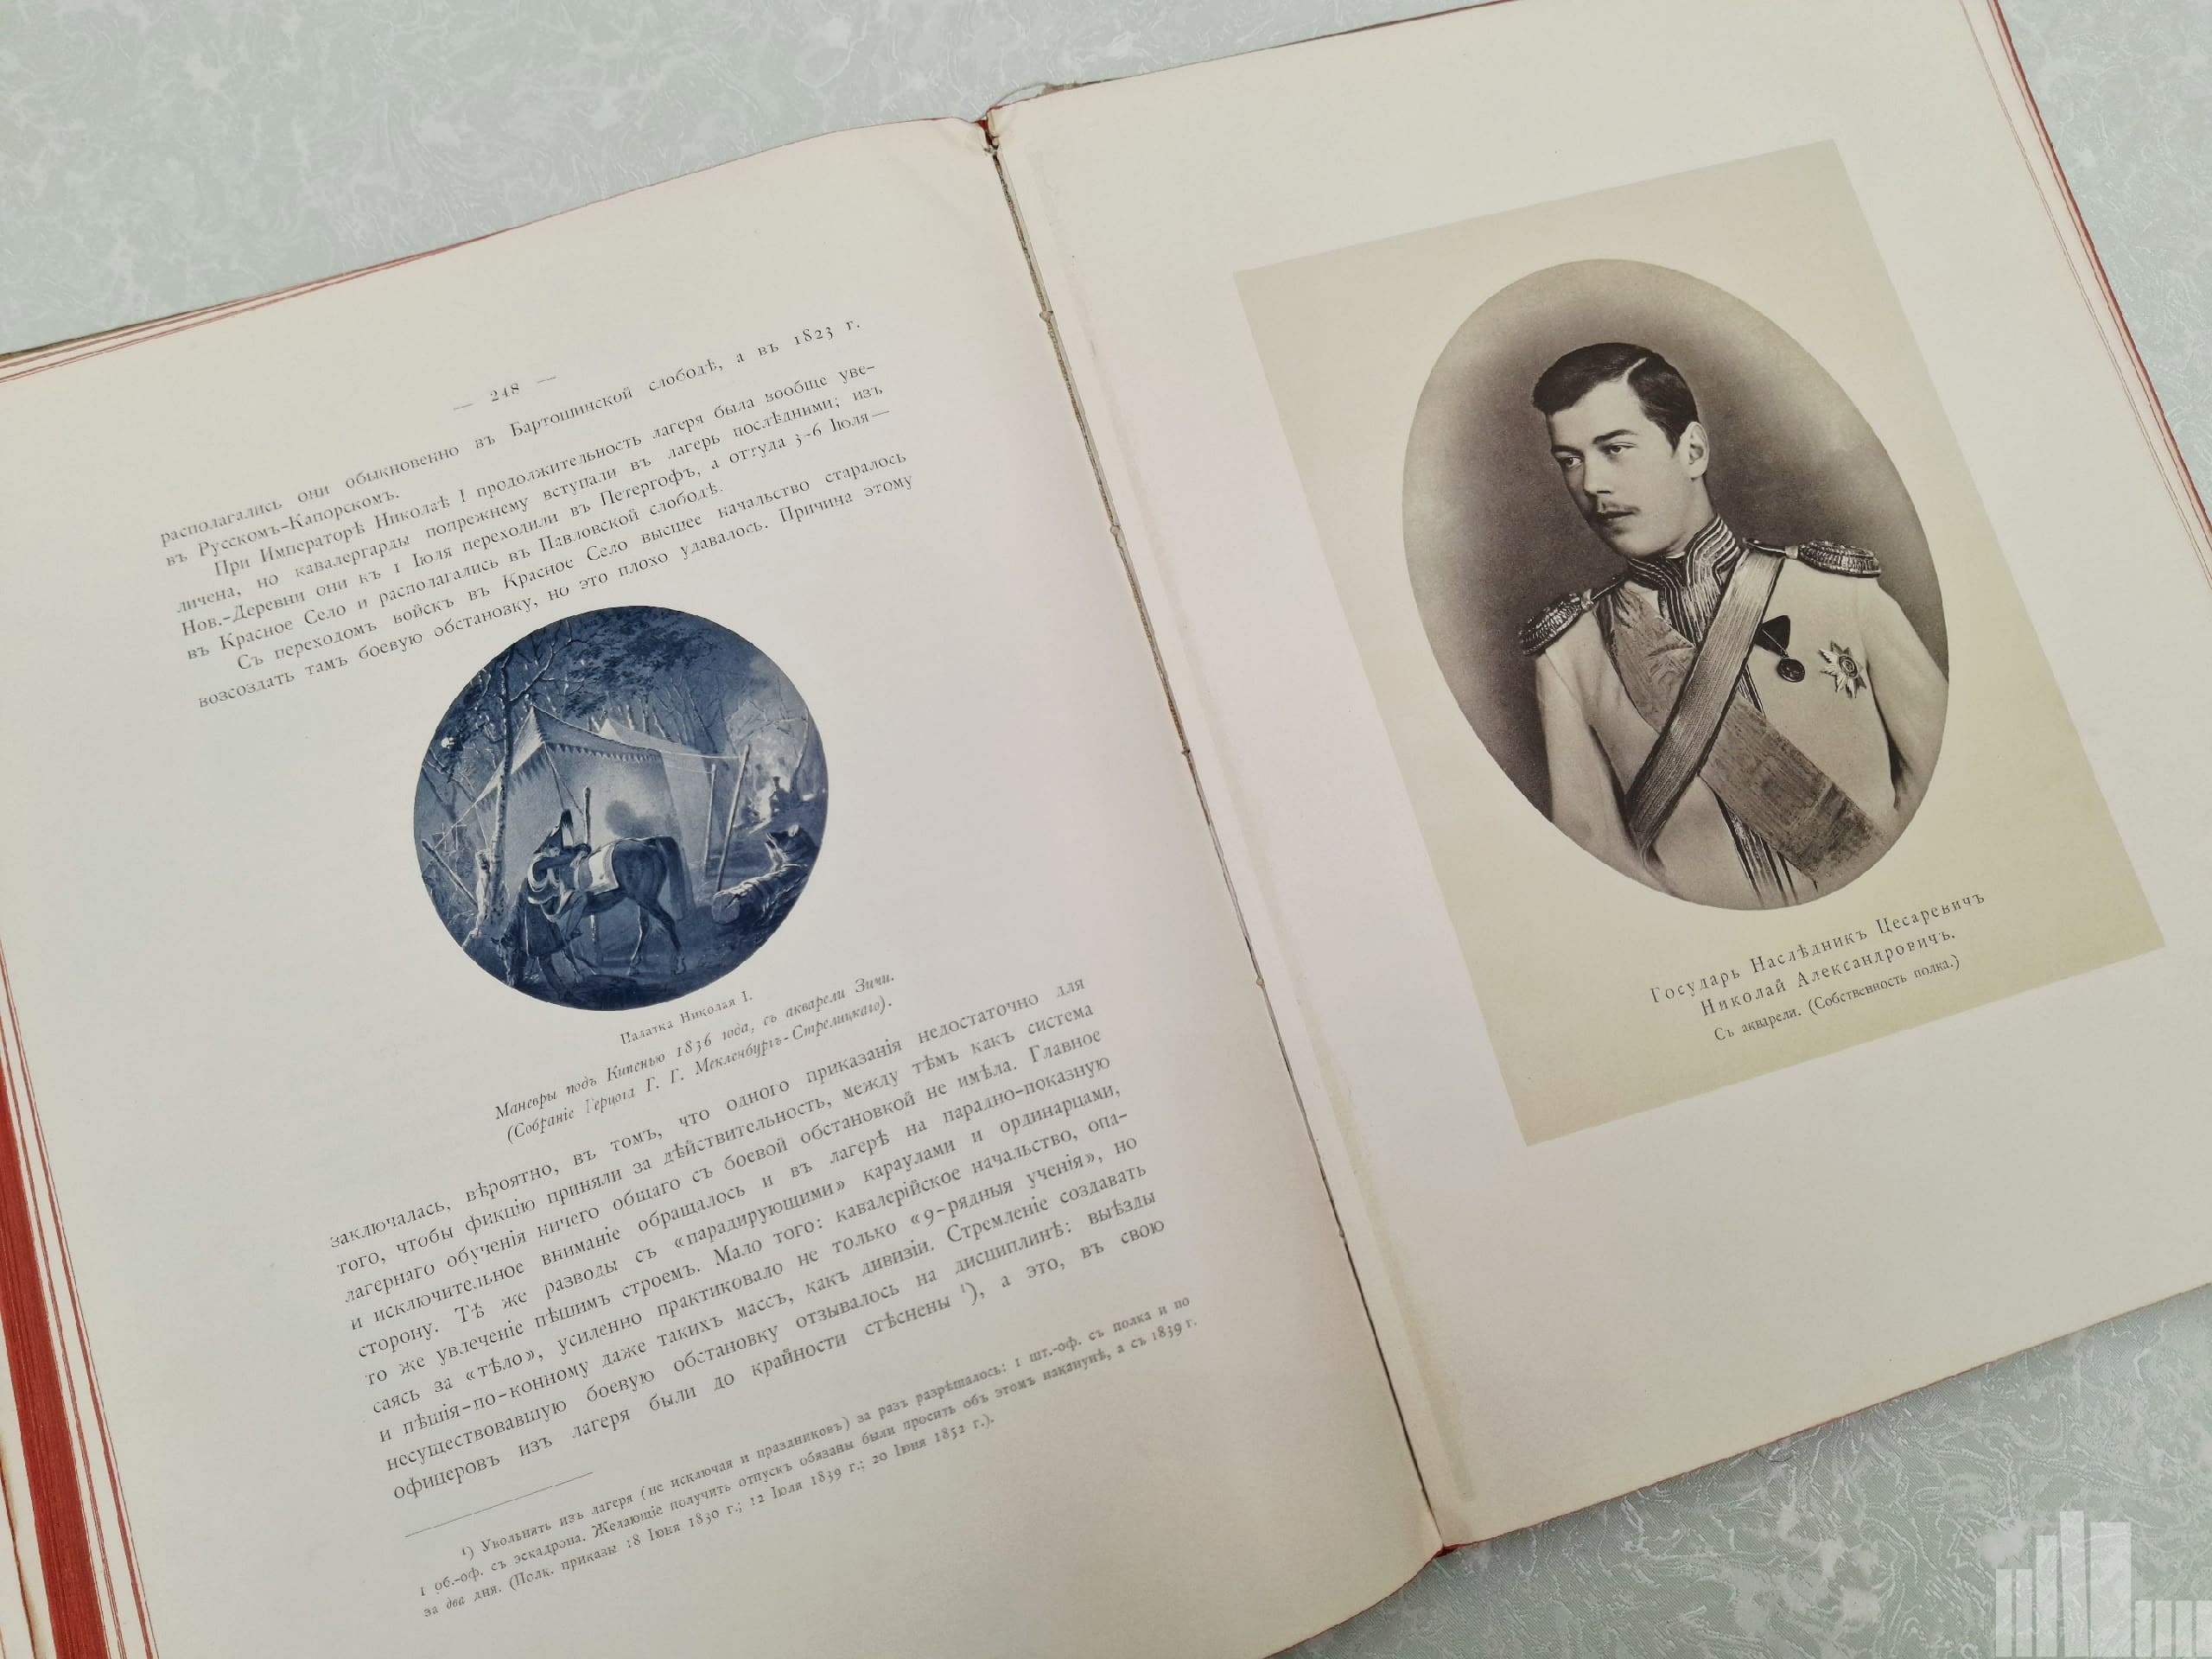 — 248 —
располагались они обыкновенно въ Бартошинской слободѣ, а въ 1823 г.
въ Русскомъ-Капорскомъ.
При Императорѣ Николаѣ I продолжительность лагеря была вообще уве-
личена, но кавалергарды попрежнему вступали въ лагерь послѣдними; изъ
Нов.-Деревни они къ 1 Іюля переходили въ Петергофъ, а оттуда 3-6 Іюля—
въ Красное Село и располагались въ Павловской слободѣ.
Съ переходомъ войскъ въ Красное Село высшее начальство старалось
возсоздать тамъ боевую обстановку, но это плохо удавалось. Причина этому
Палатка Николая I.
Маневры подъ Кипенью 1836 года, съ акварели Зичи.
(Собраніе Герцога Г. Г. Мекленбургъ-Стрелицкаго).
заключалась, вѣроятно, въ томъ, что одного приказанія недостаточно для
того, чтобы фикцію приняли за дѣйствительность, между тѣмъ какъ система
лагернаго обученія ничего общаго съ боевой обстановкой не имѣла. Главное
и исключительное вниманіе обращалось и въ лагерѣ на парадно-показную
сторону. Тѣ же разводы съ «парадирующими» караулами и ординарцами,
то же увлеченіе пѣшимъ строемъ. Мало того: кавалерійское начальство, опа-
саясь за «тѣло», усиленно практиковало не только «9-рядныя ученія», но
и пѣшія-по-конному даже такихъ массъ, какъ дивизіи. Стремленіе создавать
несуществовавшую боевую обстановку отзывалось на дисциплинѣ: выѣзды
офицеровъ изъ лагеря были до крайности стѣснены ¹), а это, въ свою
¹) Увольнять изъ лагеря (не исключая и праздниковъ) за разъ разрѣшалось: 1 шт.-оф. съ полка и по
1 об.-оф. съ эскадрона. Желающіе получить отпускъ обязаны были просить объ этомъ наканунѣ, а съ 1839 г.
за два дня. (Полк. приказы 18 Іюня 1830 г.; 12 Іюля 1839 г.; 20 Іюня 1852 г.).
Государь Наслѣдникъ Цесаревичъ
Николай Александровичъ.
Съ акварели. (Собственность полка.)